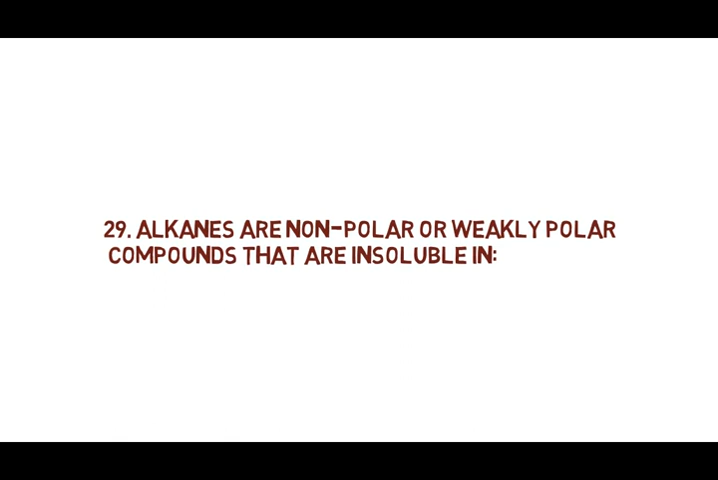 29. ALKANES ARE NON-POLAR OR WEAKLY POLAR
COMPOUNDS THAT ARE INSOLUBLE IN: